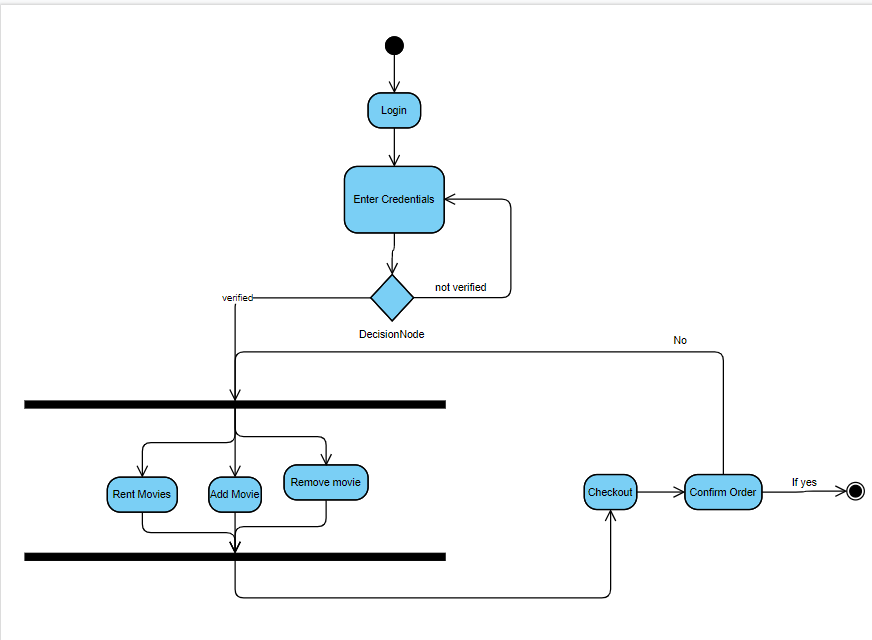 Login
Enter Credentials
not verified
verified
DecisionNode
No
Rent Movies
Add Movie
Remove movie
Checkout
Confirm Order
If yes